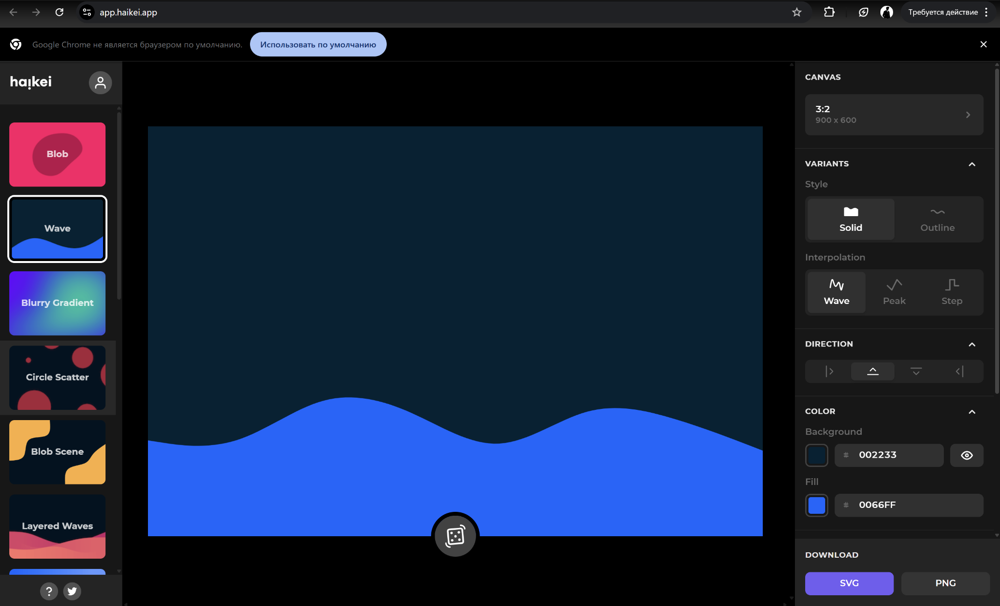 app.haikei.app
Требуется действие
Google Chrome не является браузером по умолчанию.
Использовать по умолчанию
haikei
Blob
Wave
Blurry Gradient
Circle Scatter
Blob Scene
Layered Waves
?
CANVAS
3:2
900 x 600
VARIANTS
Style
Solid
Outline
Interpolation
Wave
Peak
Step
DIRECTION
COLOR
Background
# 002233
Fill
# 0066FF
DOWNLOAD
SVG
PNG